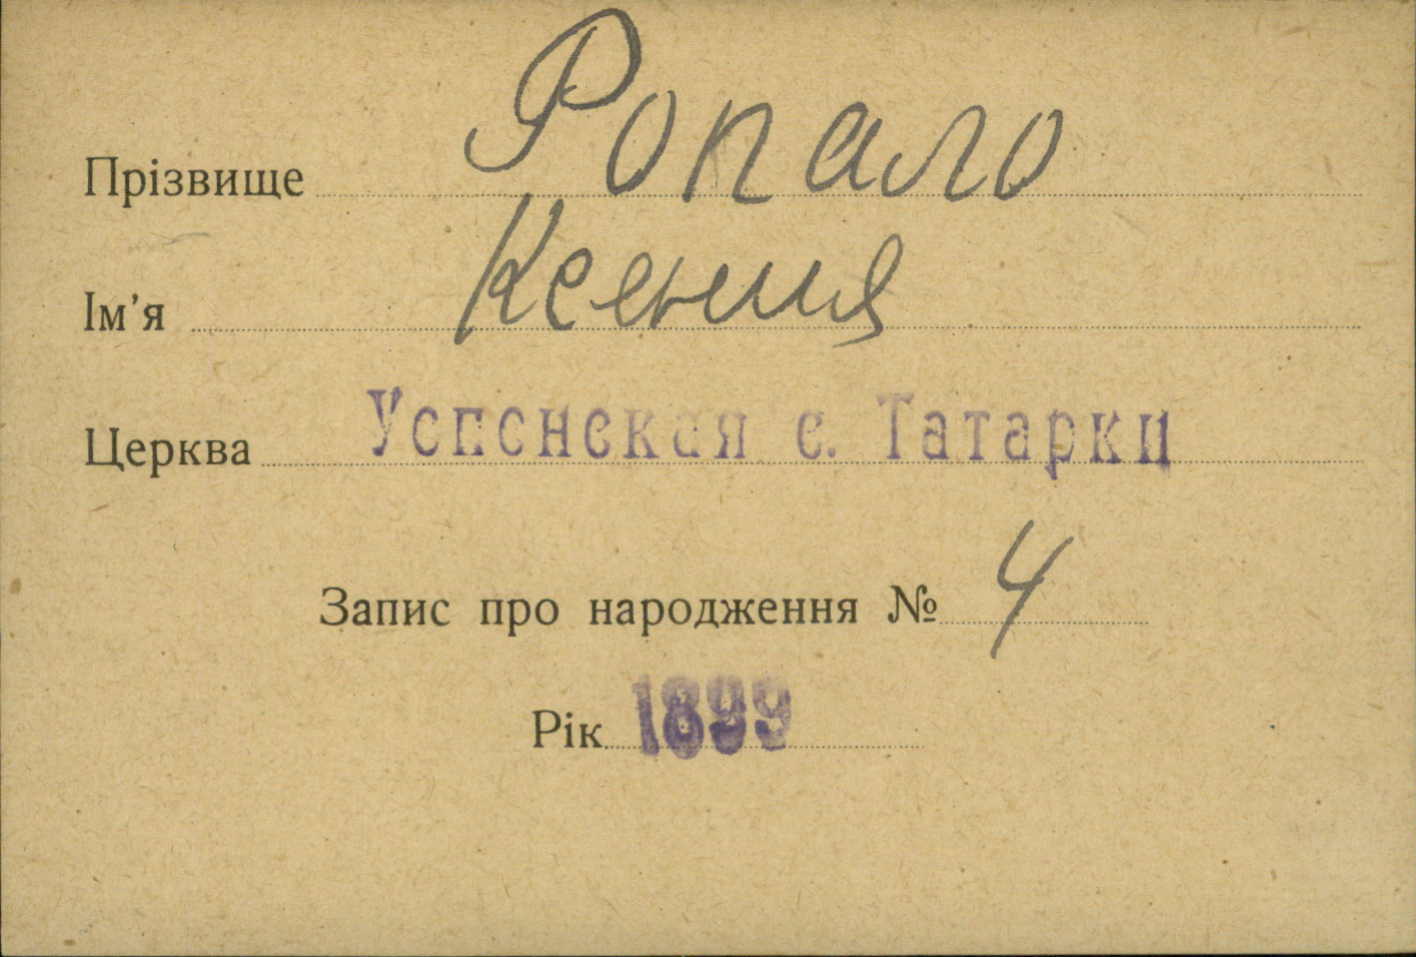 Прізвище Ропало
Ім'я Ксения
Церква Успенская с. Татарки
Запис про народження № 4
Рік 1899